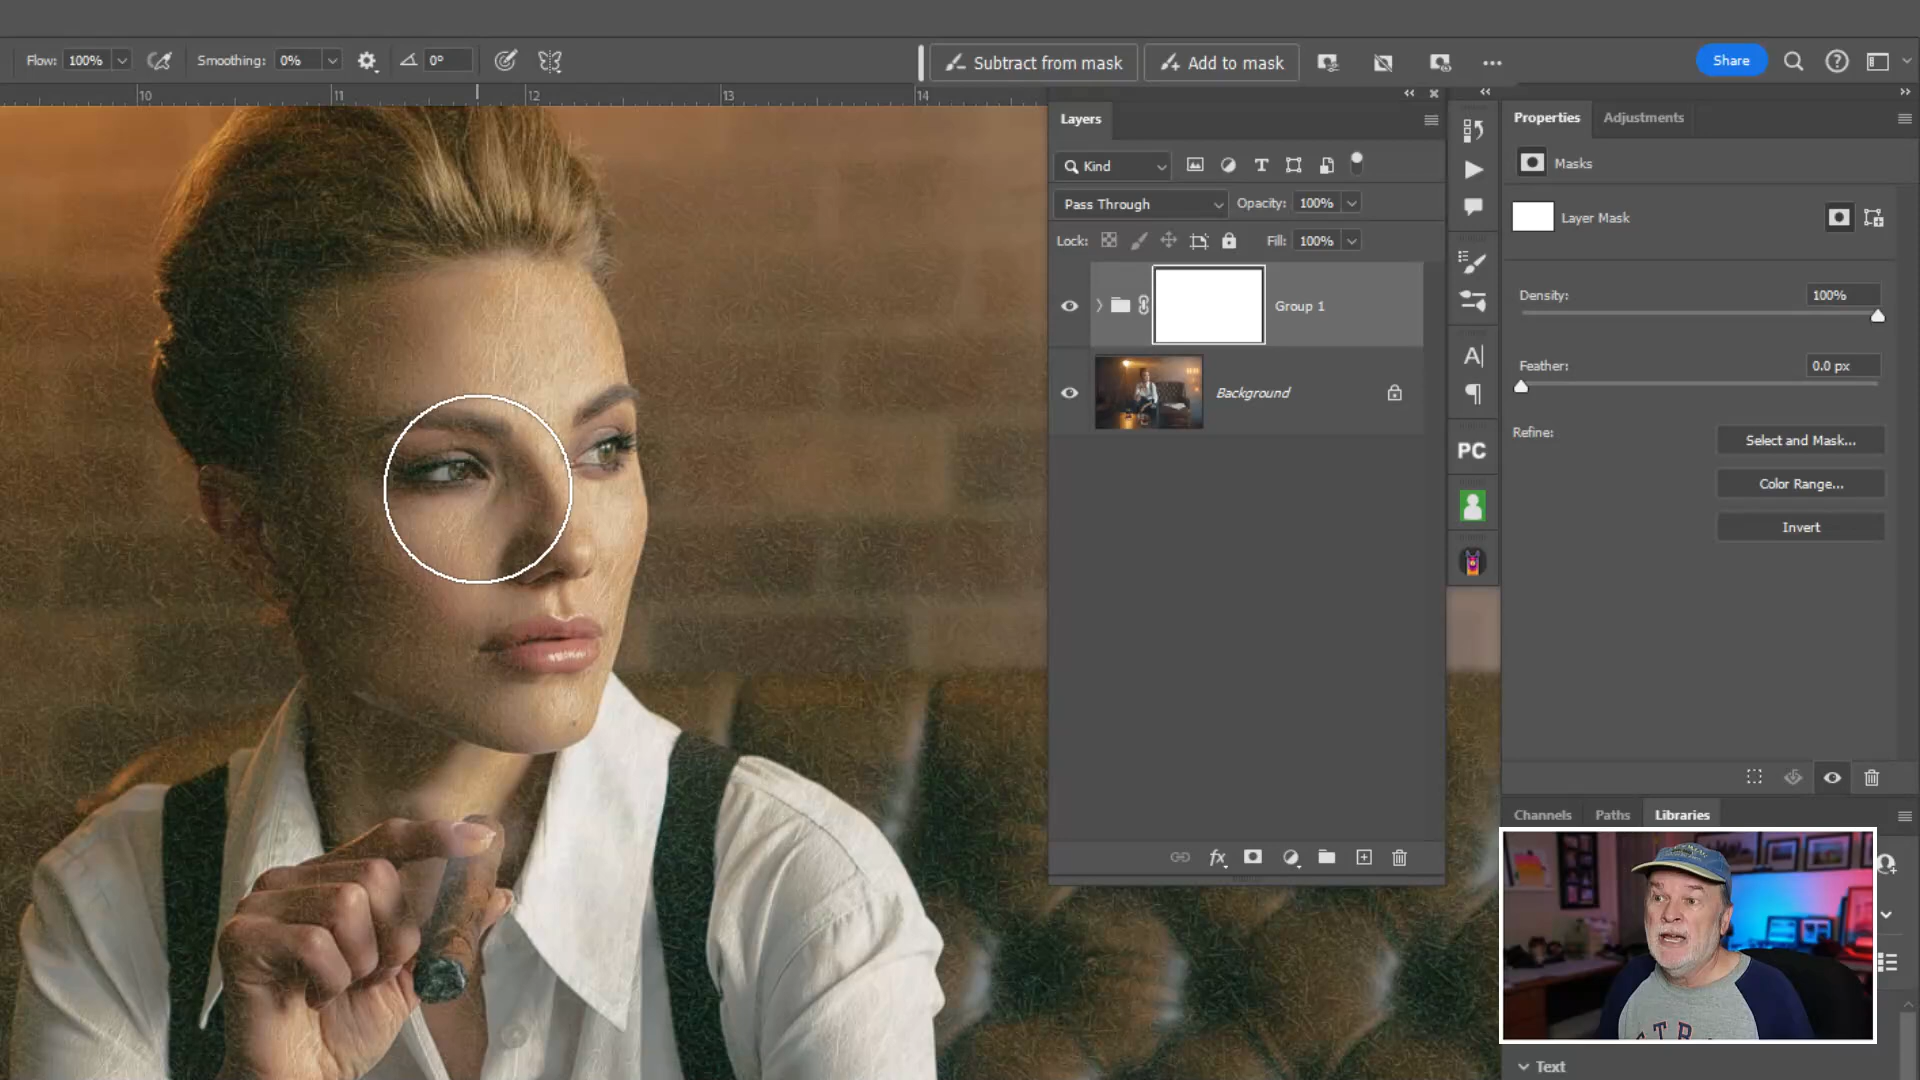 Flow: 100% Smoothing: 0% 0° Subtract from mask Add to mask Share
10 11 12 13 14
Layers
Kind
Pass Through Opacity: 100%
Lock: Fill: 100%
Group 1
Background
A|
PC
Properties Adjustments
Masks
Layer Mask
Density: 100%
Feather: 0.0 px
Refine: Select and Mask...
Color Range...
Invert
Channels Paths Libraries
Text